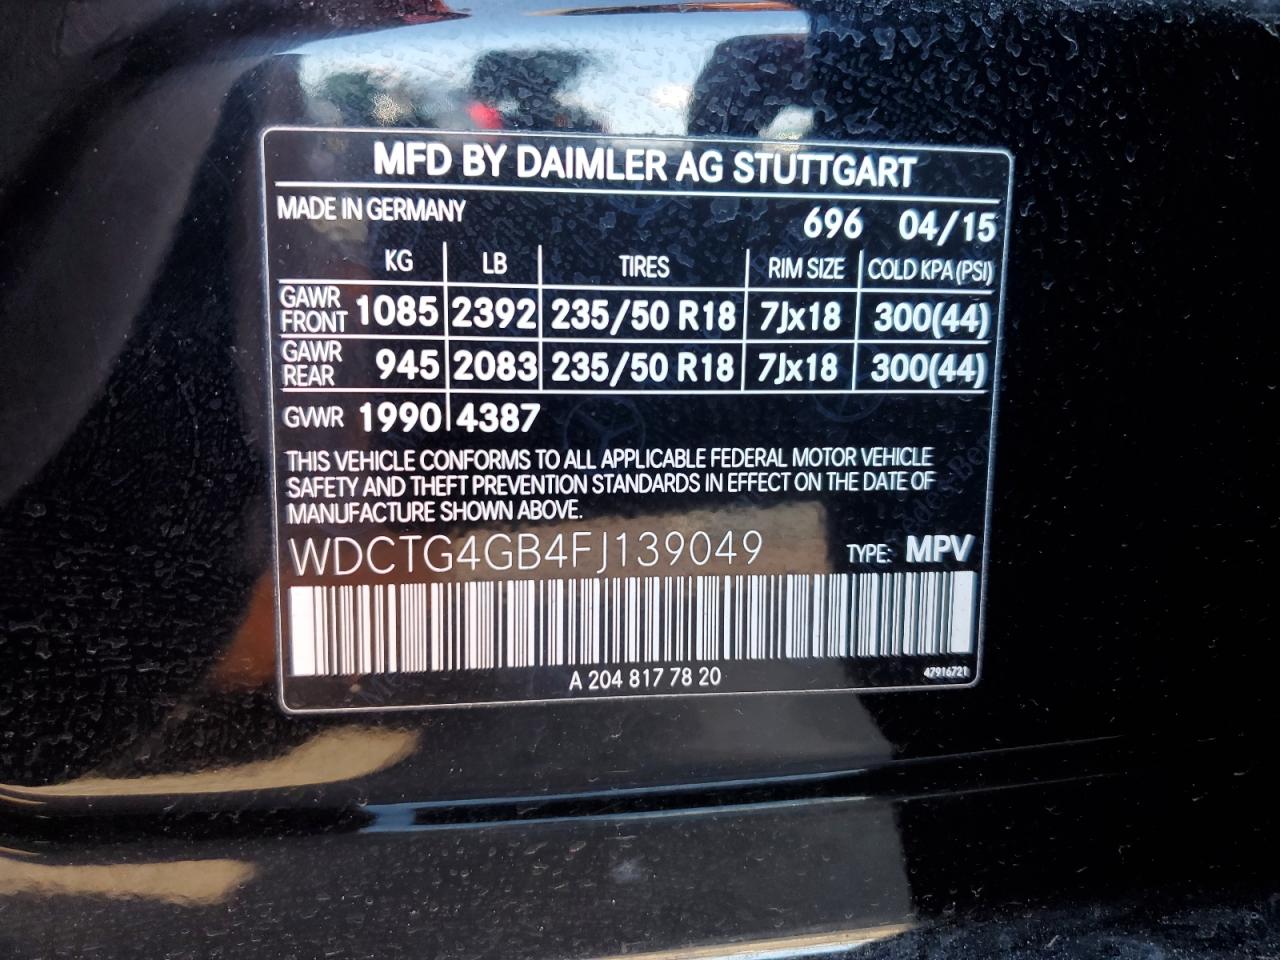 MFD BY DAIMLER AG STUTTGART
MADE IN GERMANY 696 04/15
KG LB TIRES RIM SIZE COLD KPA (PSI)
GAWR FRONT 1085 2392 235/50 R18 7Jx18 300(44)
GAWR REAR 945 2083 235/50 R18 7Jx18 300(44)
GVWR 1990 4387
THIS VEHICLE CONFORMS TO ALL APPLICABLE FEDERAL MOTOR VEHICLE
SAFETY AND THEFT PREVENTION STANDARDS IN EFFECT ON THE DATE OF
MANUFACTURE SHOWN ABOVE.
WDCTG4GB4FJ139049 TYPE: MPV
A 204 817 78 20 47916721